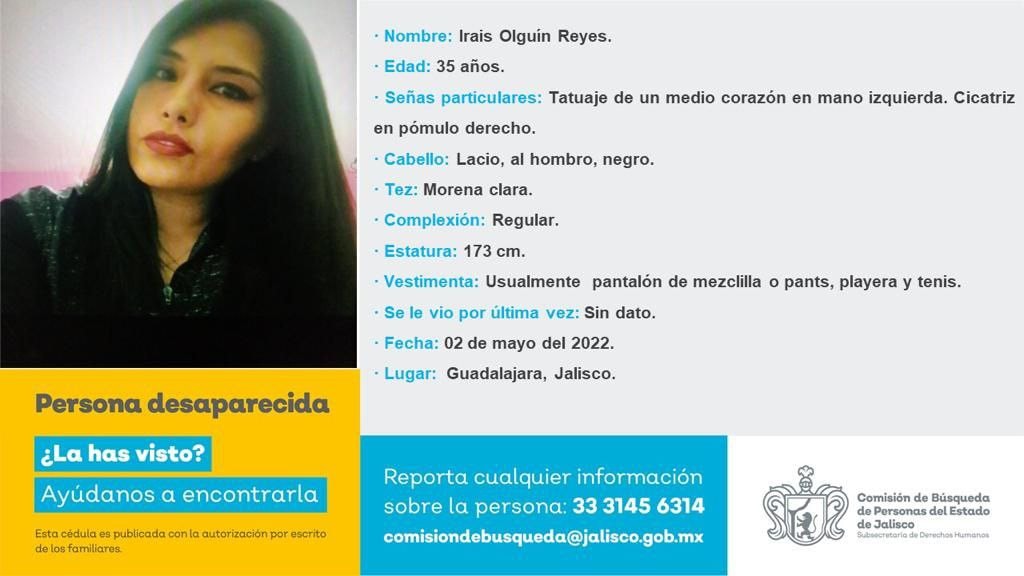 · Nombre: Irais Olguín Reyes.
· Edad: 35 años.
· Señas particulares: Tatuaje de un medio corazón en mano izquierda. Cicatriz
en pómulo derecho.
· Cabello: Lacio, al hombro, negro.
· Tez: Morena clara.
· Complexión: Regular.
· Estatura: 173 cm.
· Vestimenta: Usualmente pantalón de mezclilla o pants, playera y tenis.
· Se le vio por última vez: Sin dato.
· Fecha: 02 de mayo del 2022.
· Lugar: Guadalajara, Jalisco.
Persona desaparecida
¿La has visto?
Ayúdanos a encontrarla
Esta cédula es publicada con la autorización por escrito
de los familiares.
Reporta cualquier información
sobre la persona: 33 3145 6314
comisiondebusqueda@jalisco.gob.mx
Comisión de Búsqueda
de Personas del Estado
de Jalisco
Subsecretaría de Derechos Humanos